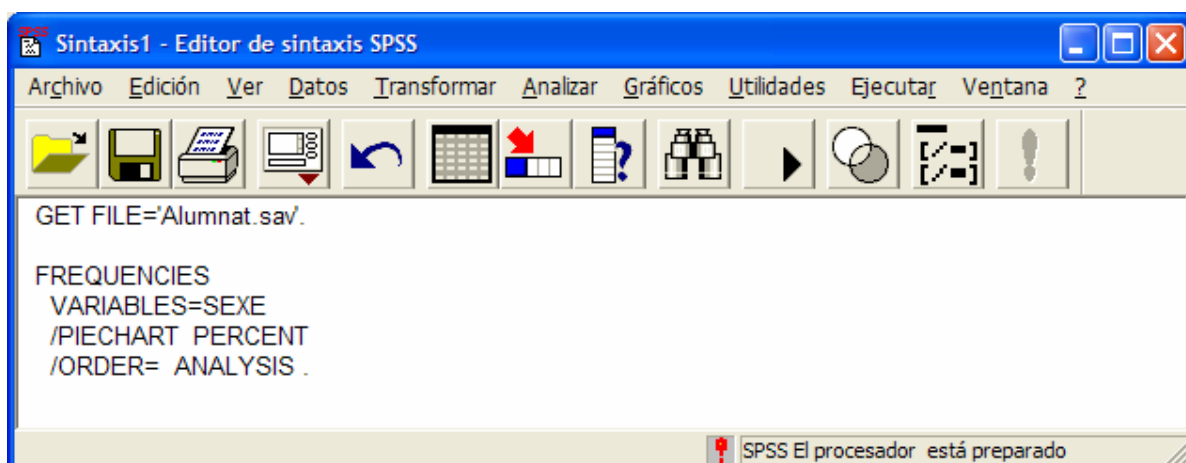 SPSS
Sintaxis1 - Editor de sintaxis SPSS
Archivo Edición Ver Datos Transformar Analizar Gráficos Utilidades Ejecutar Ventana ?
GET FILE='Alumnat.sav'.
FREQUENCIES
VARIABLES=SEXE
/PIECHART PERCENT
/ORDER= ANALYSIS .
SPSS El procesador está preparado